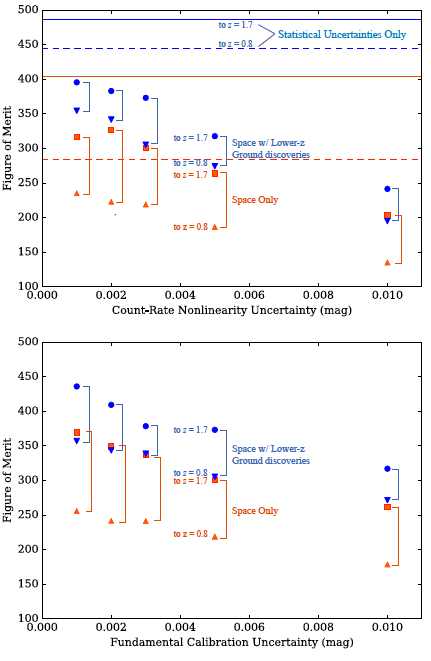 500
450
400
350
300
250
200
150
100
Figure of Merit
to z = 1.7
to z = 0.8
Statistical Uncertainties Only
to z = 1.7
to z = 0.8
Space w/ Lower-z
Ground discoveries
to z = 1.7
Space Only
to z = 0.8
0.000
0.002
0.004
0.006
0.008
0.010
Count-Rate Nonlinearity Uncertainty (mag)
500
450
400
350
300
250
200
150
100
Figure of Merit
to z = 1.7
to z = 0.8
Space w/ Lower-z
Ground discoveries
to z = 1.7
Space Only
to z = 0.8
0.000
0.002
0.004
0.006
0.008
0.010
Fundamental Calibration Uncertainty (mag)